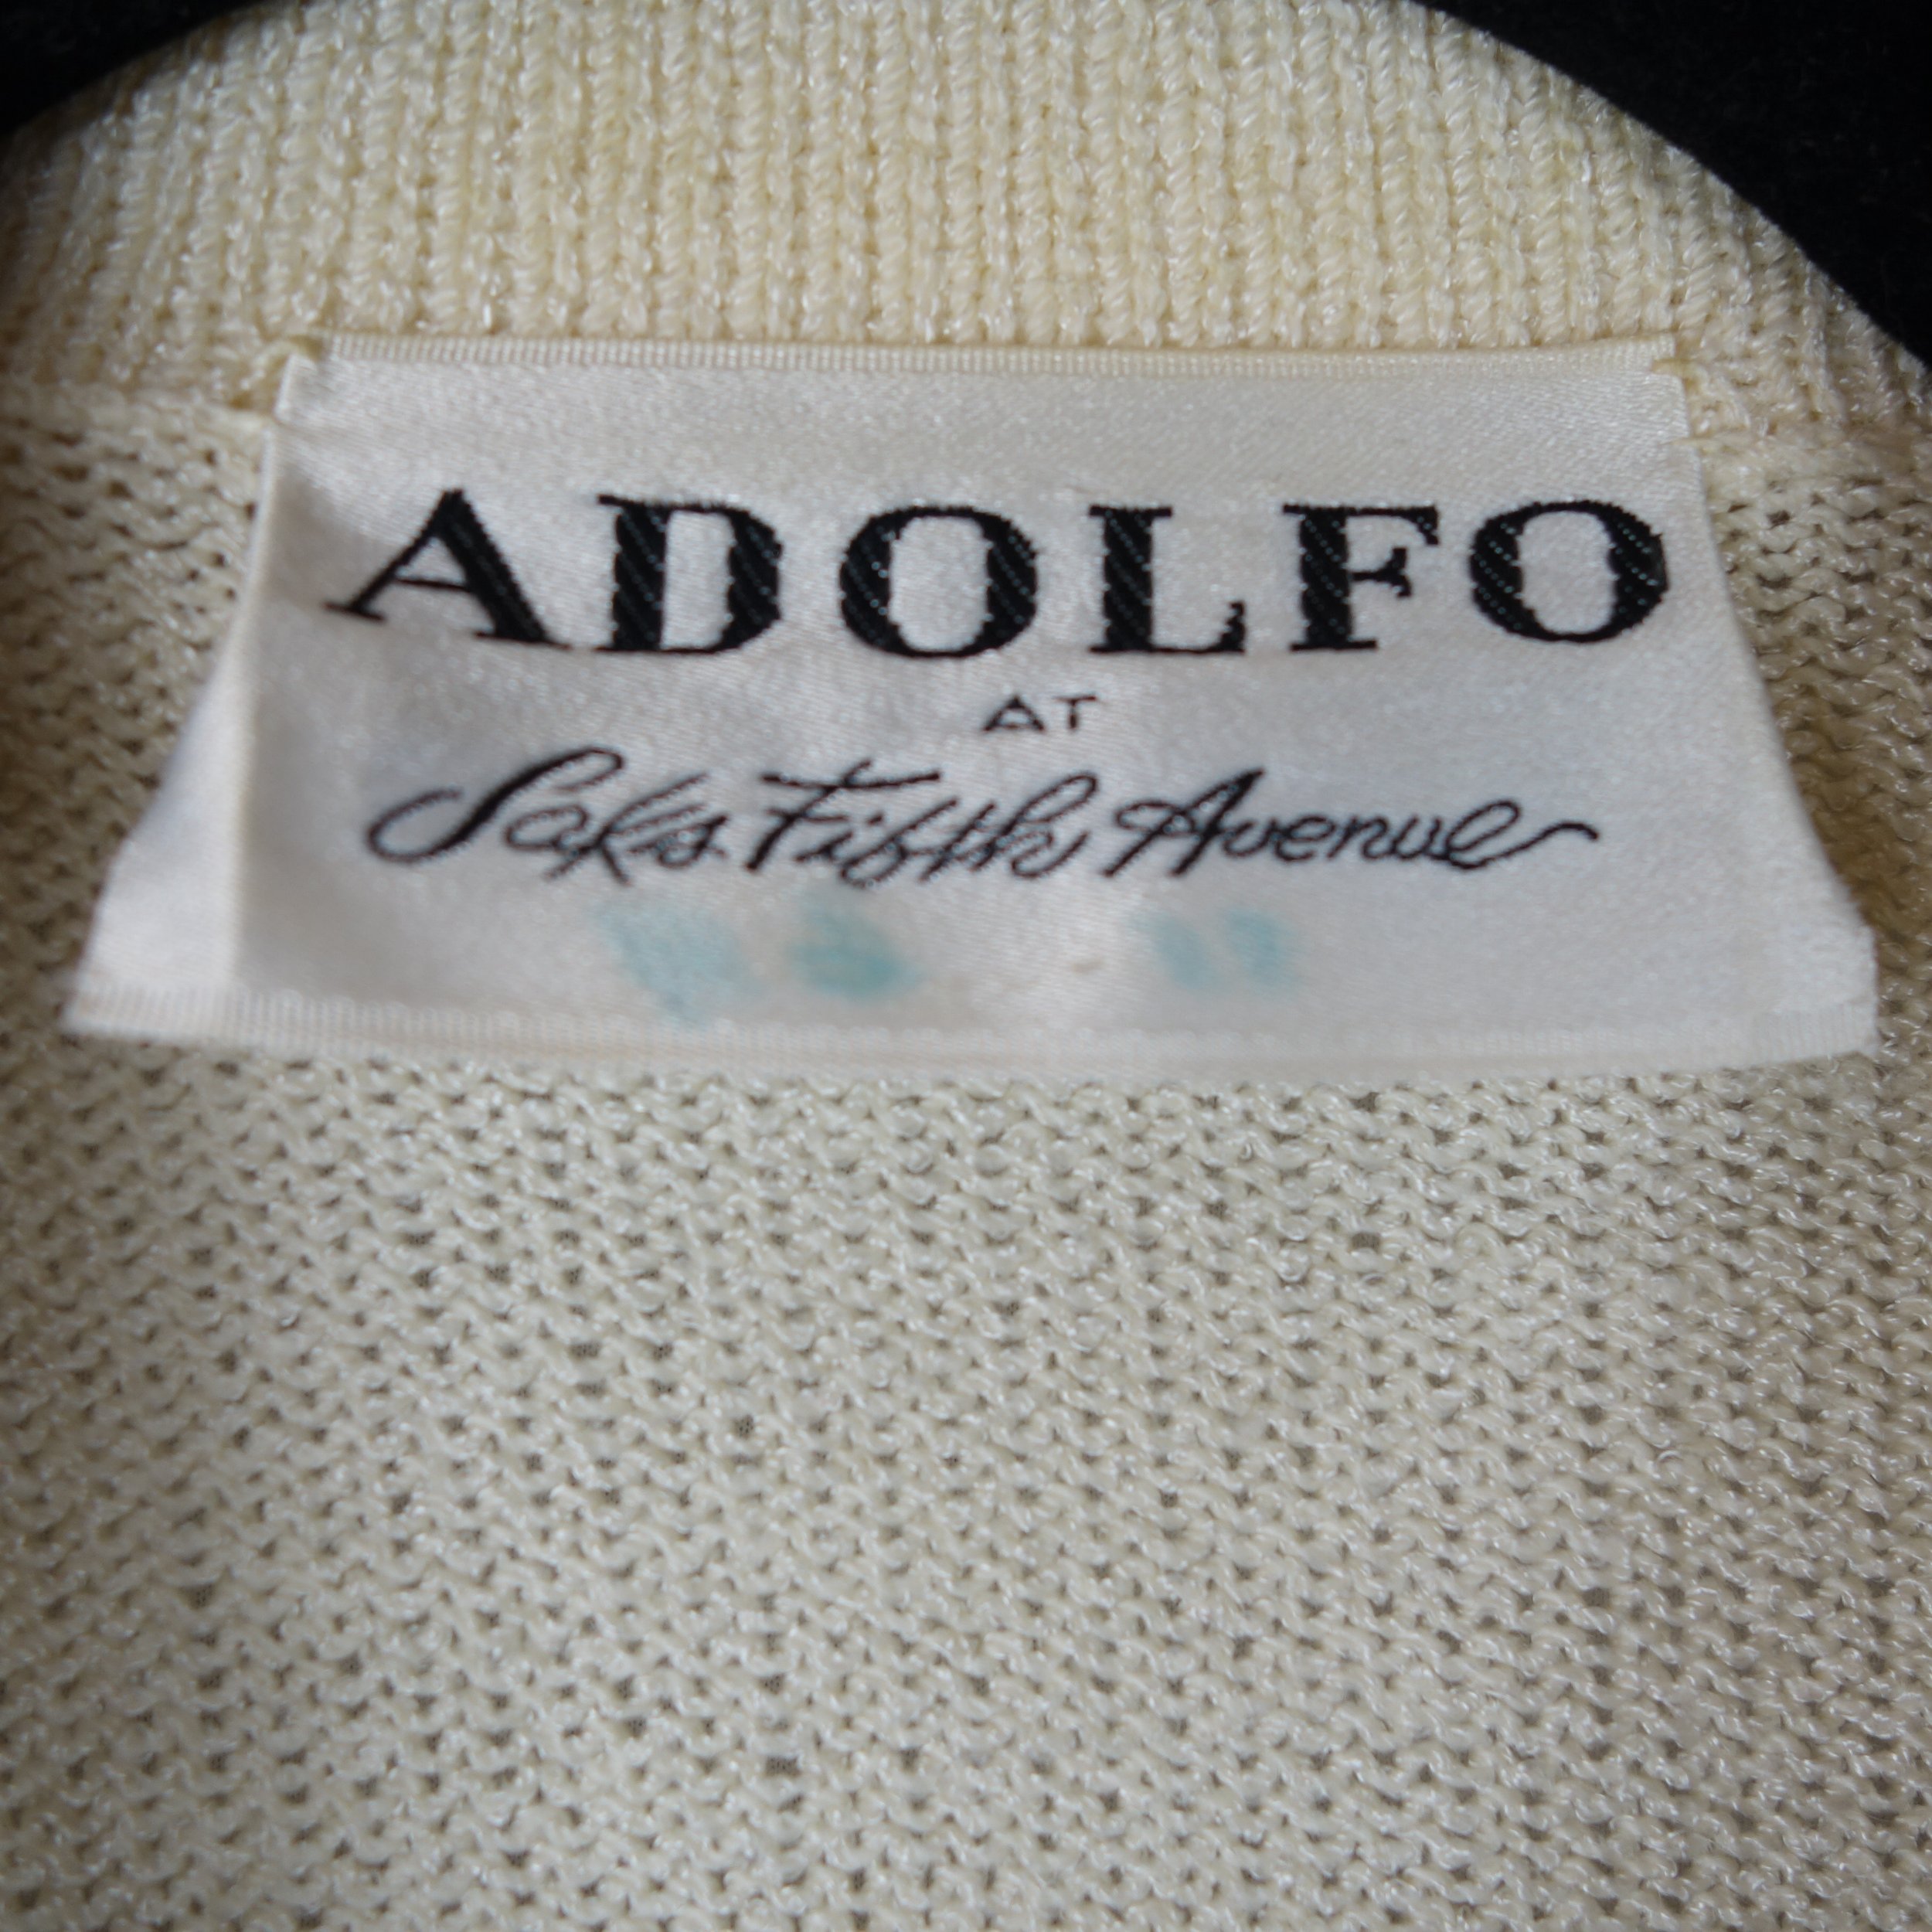 ADOLFO
AT
Saks Fifth Avenue